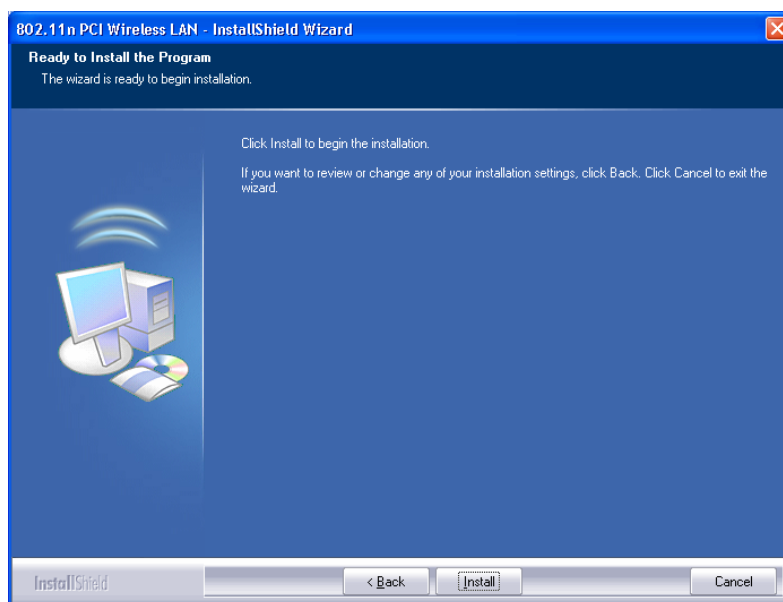 802.11n PCI Wireless LAN - InstallShield Wizard
Ready to Install the Program
The wizard is ready to begin installation.
Click Install to begin the installation.
If you want to review or change any of your installation settings, click Back. Click Cancel to exit the
wizard.
InstallShield
< Back
Install
Cancel